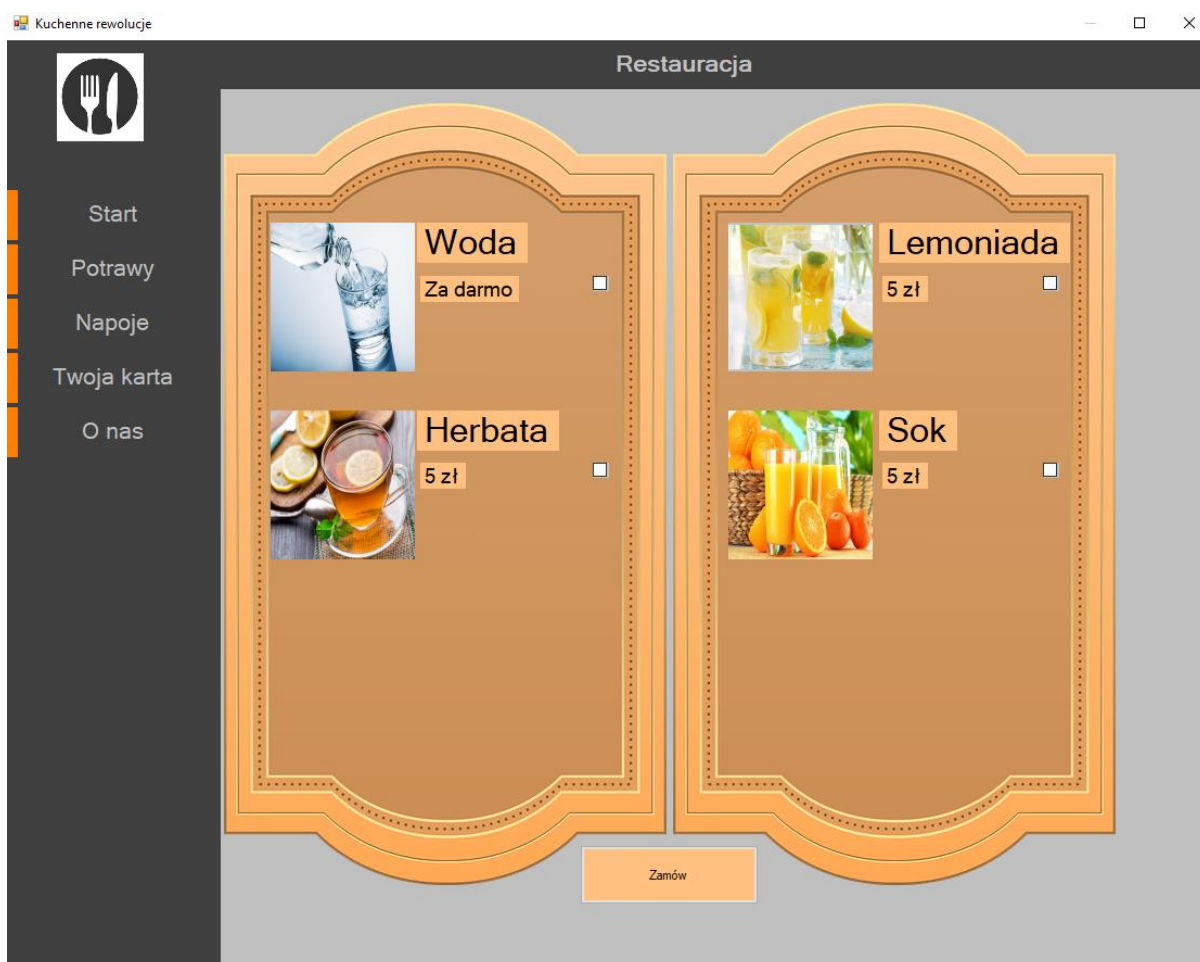 Kuchenne rewolucje
Restauracja
Start
Potrawy
Napoje
Twoja karta
O nas
Woda
Za darmo
Herbata
5 zł
Lemoniada
5 zł
Sok
5 zł
Zamów